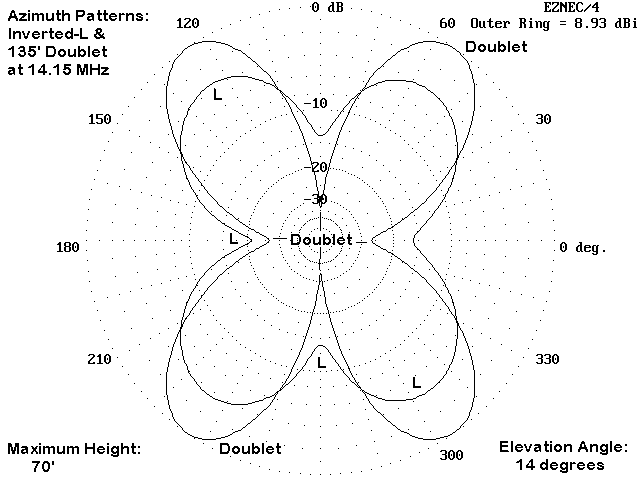 Azimuth Patterns:
Inverted-L &
135' Doublet
at 14.15 MHz
0 dB
EZNEC/4
Outer Ring = 8.93 dBi
120
60
Doublet
L
-10
150
30
-20
-30
180
L
Doublet
0 deg.
210
330
L
L
Maximum Height:
70'
Doublet
300
Elevation Angle:
14 degrees